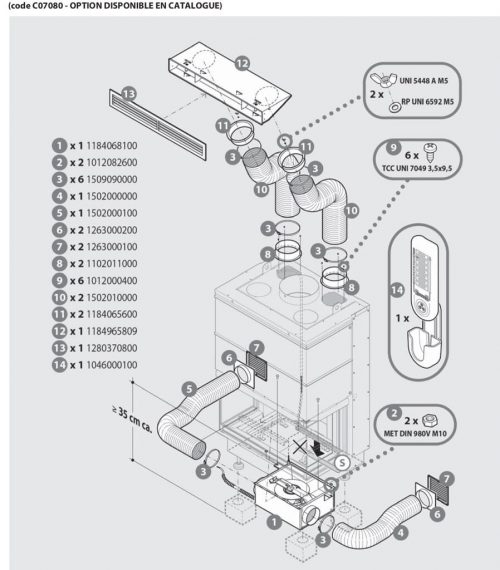 (code C07080 - OPTION DISPONIBLE EN CATALOGUE)
12
UNI 5448 A M5
2 x
RP UNI 6592 M5
13
11
11
9
6 x
TCC UNI 7049 3,5x9,5
3
3
10
10
1 x 1 1184068100
2 x 2 1012082600
3 x 6 1509090000
4 x 1 1502000000
5 x 1 1502000100
6 x 2 1263000200
7 x 2 1263000100
8 x 2 1102011000
9 x 6 1012000400
10 x 2 1502010000
11 x 2 1184065600
12 x 1 1184965809
13 x 1 1280370800
14 x 1 1046000100
3
3
8
8
14
1 x
7
6
5
≥ 35 cm ca.
2
2 x
MET DIN 980V M10
S
3
7
6
1
3
4